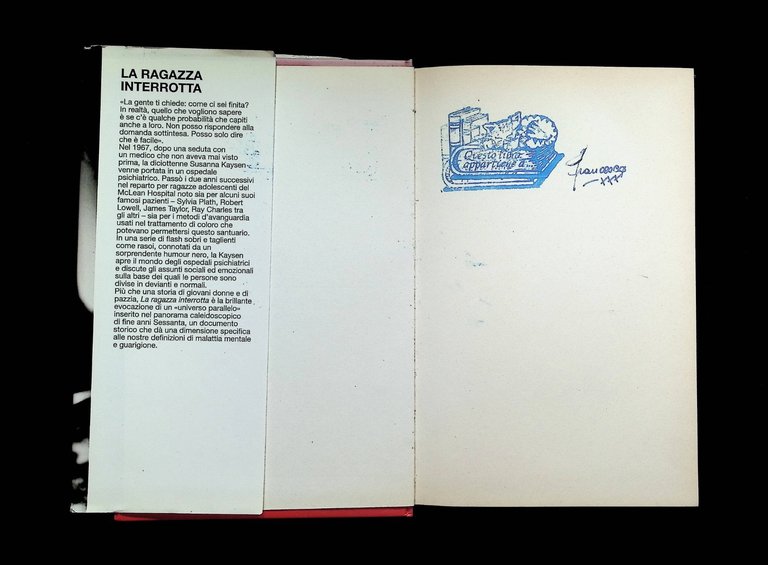 LA RAGAZZA
INTERROTTA
«La gente ti chiede: come ci sei finita?
In realtà, quello che vogliono sapere
è se c'è qualche probabilità che capiti
anche a loro. Non posso rispondere alla
domanda sottintesa. Posso solo dire
che è facile».
Nel 1967, dopo una seduta con
un medico che non aveva mai visto
prima, la diciottenne Susanna Kaysen
venne portata in un ospedale
psichiatrico. Passò i due anni successivi
nel reparto per ragazze adolescenti del
McLean Hospital noto sia per alcuni suoi
famosi pazienti – Sylvia Plath, Robert
Lowell, James Taylor, Ray Charles tra
gli altri – sia per i metodi d'avanguardia
usati nel trattamento di coloro che
potevano permettersi questo santuario.
In una serie di flash sobri e taglienti
come rasoi, connotati da un
sorprendente humour nero, la Kaysen
apre il mondo degli ospedali psichiatrici
e discute gli assunti sociali ed emozionali
sulla base dei quali le persone sono
divise in devianti e normali.
Più che una storia di giovani donne e di
pazzia, La ragazza interrotta è la brillante
evocazione di un «universo parallelo»
inserito nel panorama caleidoscopico
di fine anni Sessanta, un documento
storico che dà una dimensione specifica
alle nostre definizioni di malattia mentale
e guarigione.
Questo libro
appartiene a...